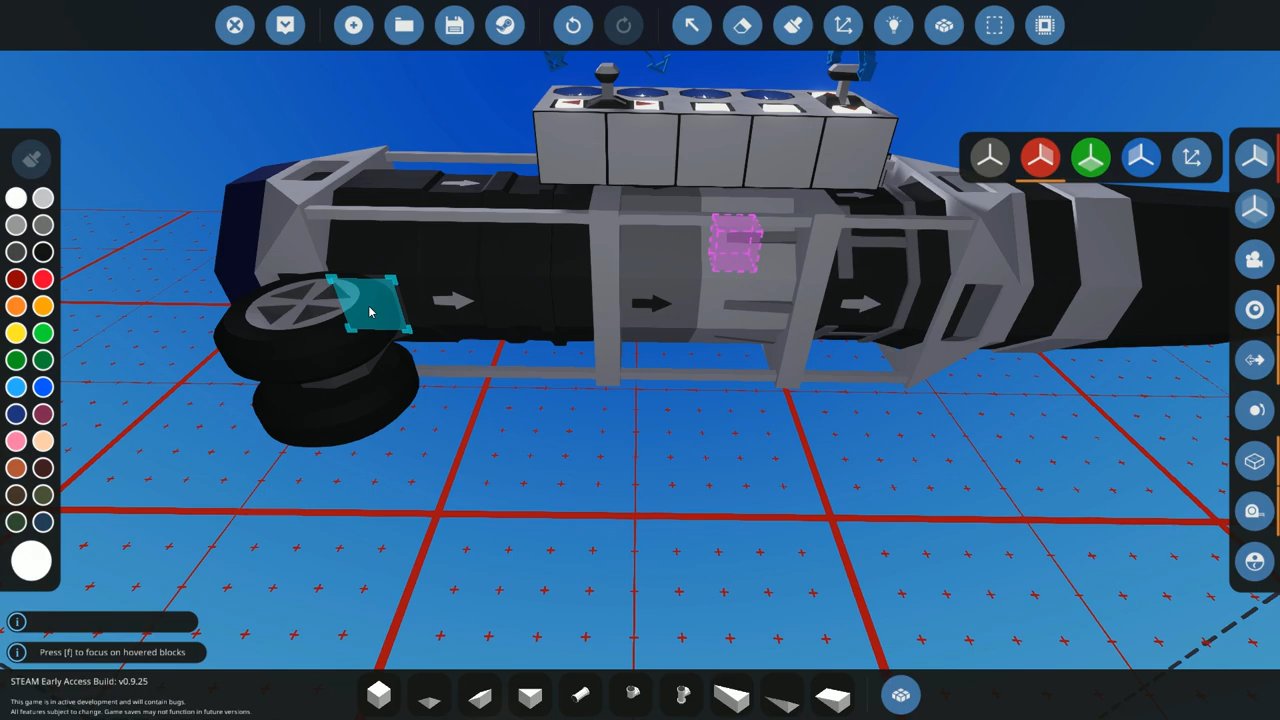 Press [f] to focus on hovered blocks
STEAM Early Access Build: v0.9.25
This game is in active development and will contain bugs.
All features subject to change. Game saves may not function in future versions.